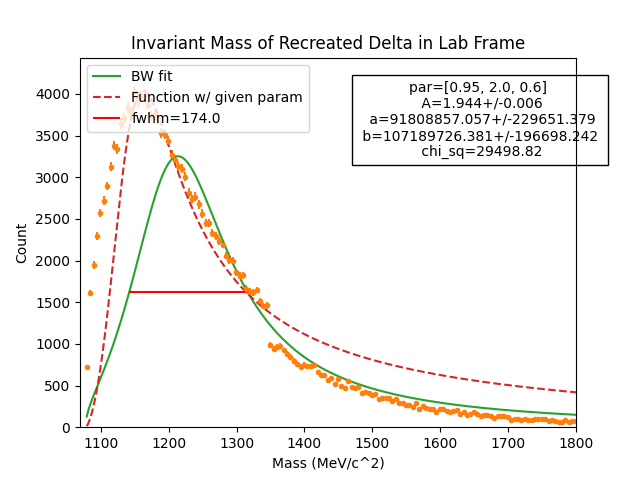 Invariant Mass of Recreated Delta in Lab Frame
BW fit
Function w/ given param
fwhm=174.0
par=[0.95, 2.0, 0.6]
A=1.944+/-0.006
a=91808857.057+/-229651.379
b=107189726.381+/-196698.242
chi_sq=29498.82
Count
4000
3500
3000
2500
2000
1500
1000
500
0
1100 1200 1300 1400 1500 1600 1700 1800
Mass (MeV/c^2)